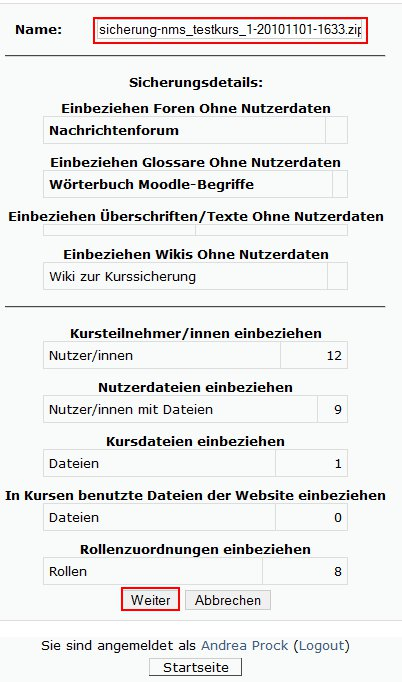 Name: sicherung-nms_testkurs_1-20101101-1633.zip
Sicherungsdetails:
Einbeziehen Foren Ohne Nutzerdaten
Nachrichtenforum
Einbeziehen Glossare Ohne Nutzerdaten
Wörterbuch Moodle-Begriffe
Einbeziehen Überschriften/Texte Ohne Nutzerdaten
Einbeziehen Wikis Ohne Nutzerdaten
Wiki zur Kurssicherung
Kursteilnehmer/innen einbeziehen
Nutzer/innen 12
Nutzerdateien einbeziehen
Nutzer/innen mit Dateien 9
Kursdateien einbeziehen
Dateien 1
In Kursen benutzte Dateien der Website einbeziehen
Dateien 0
Rollenzuordnungen einbeziehen
Rollen 8
Weiter Abbrechen
Sie sind angemeldet als Andrea Prock (Logout)
Startseite